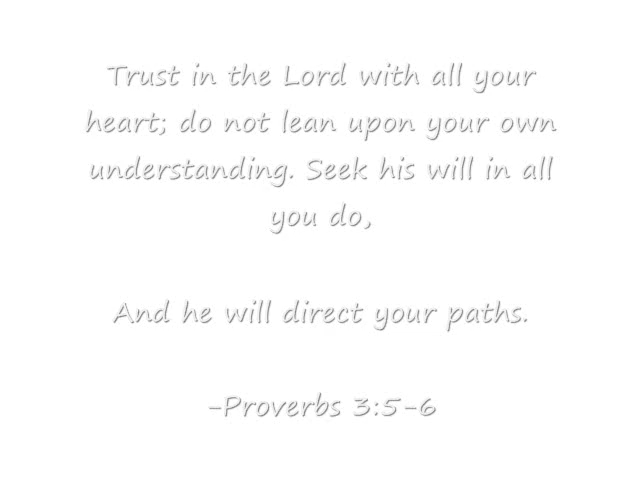 Trust in the Lord with all your
heart; do not lean upon your own
understanding. Seek his will in all
you do,
And he will direct your paths.
-Proverbs 3:5-6